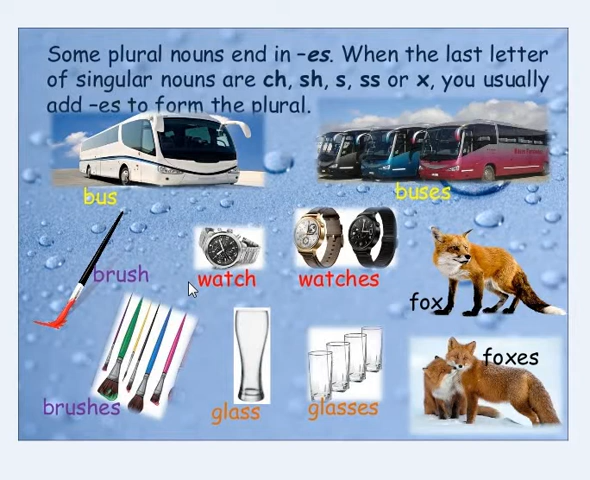 Some plural nouns end in –es. When the last letter
of singular nouns are ch, sh, s, ss or x, you usually
add –es to form the plural.
bus
buses
brush
watch
watches
fox
foxes
brushes
glass
glasses